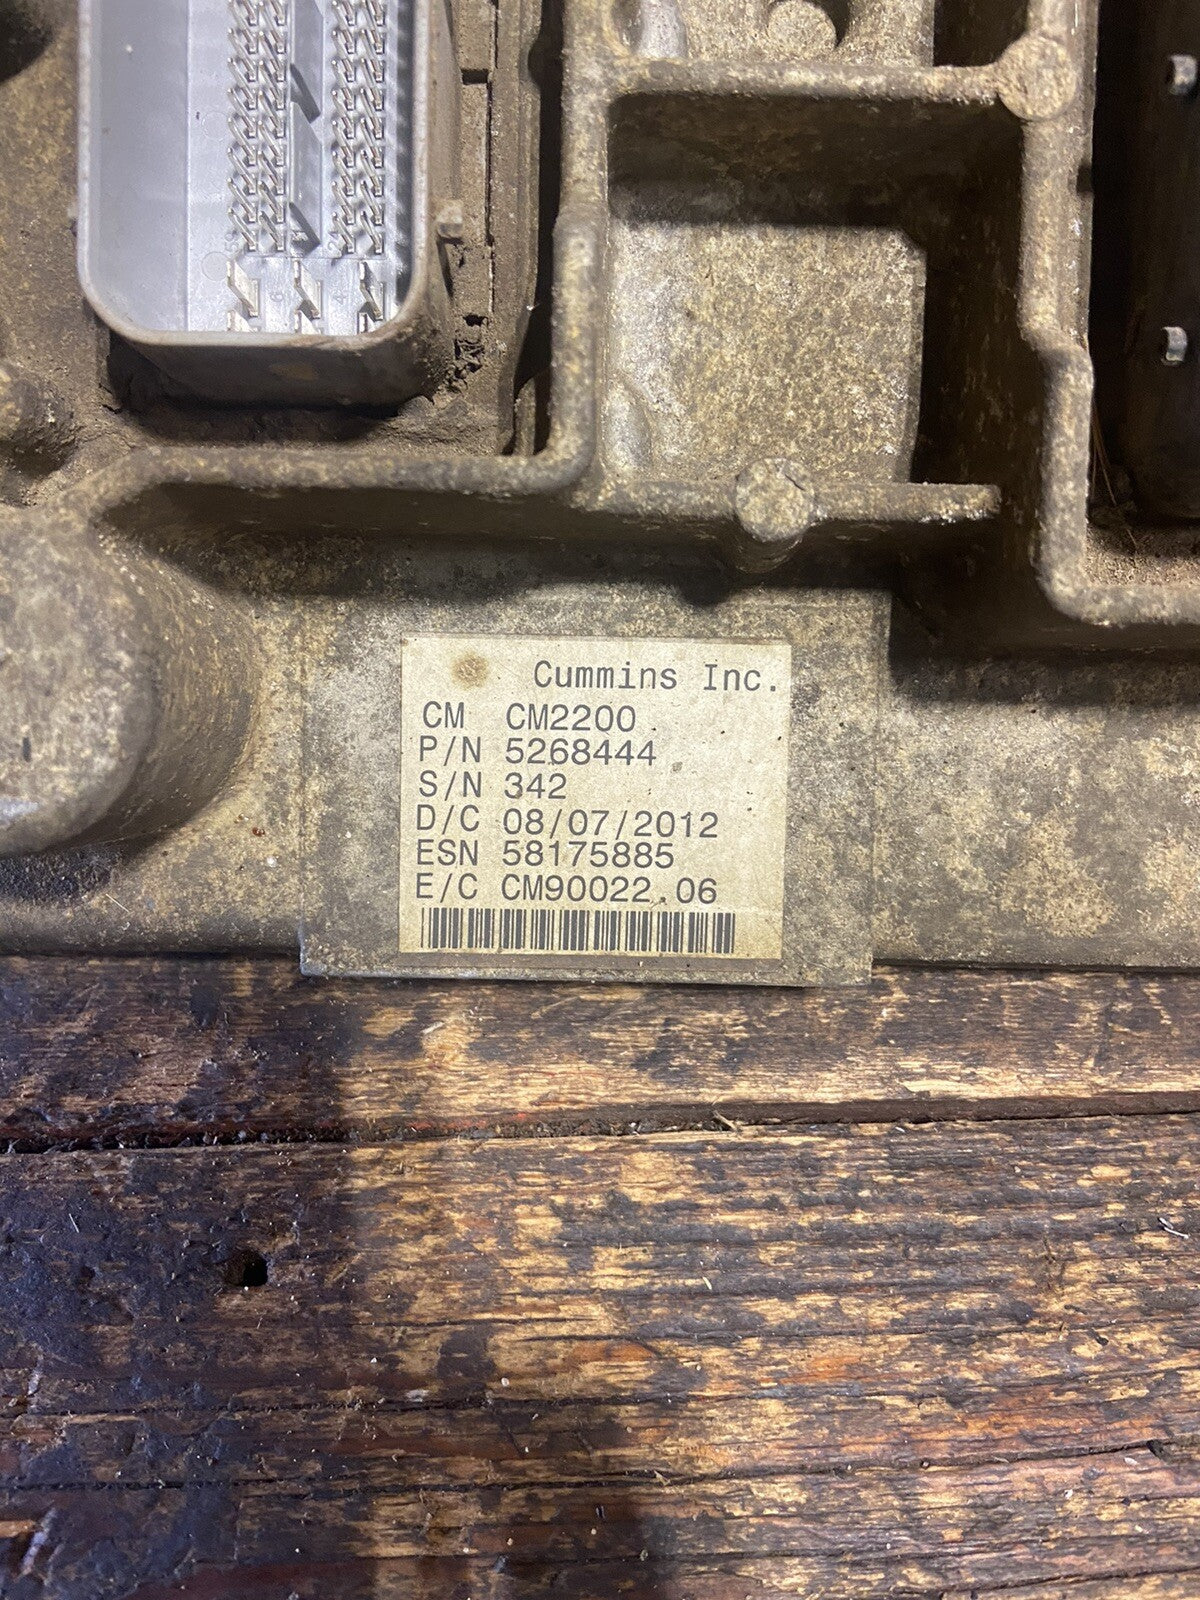 Cummins Inc.
CM CM2200
P/N 5268444
S/N 342
D/C 08/07/2012
ESN 58175885
E/C CM90022.06